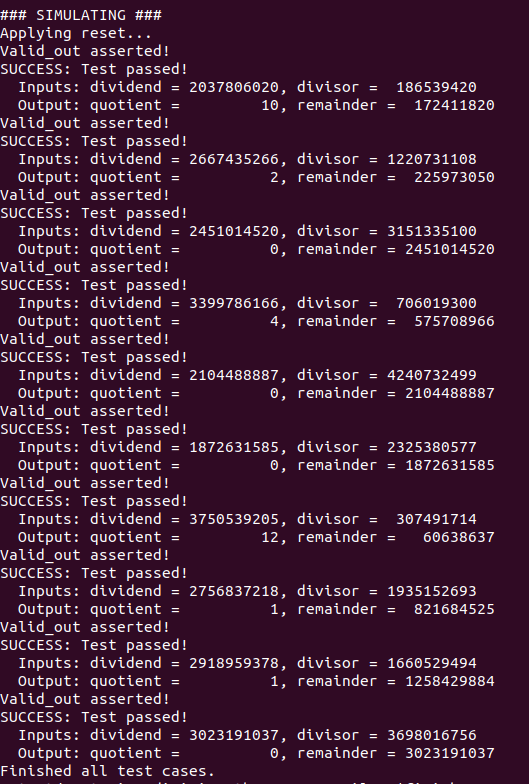 ### SIMULATING ###
Applying reset...
Valid_out asserted!
SUCCESS: Test passed!
  Inputs: dividend = 2037806020, divisor =  186539420
  Output: quotient =         10, remainder =  172411820
Valid_out asserted!
SUCCESS: Test passed!
  Inputs: dividend = 2667435266, divisor = 1220731108
  Output: quotient =          2, remainder =  225973050
Valid_out asserted!
SUCCESS: Test passed!
  Inputs: dividend = 2451014520, divisor = 3151335100
  Output: quotient =          0, remainder = 2451014520
Valid_out asserted!
SUCCESS: Test passed!
  Inputs: dividend = 3399786166, divisor =  706019300
  Output: quotient =          4, remainder =  575708966
Valid_out asserted!
SUCCESS: Test passed!
  Inputs: dividend = 2104488887, divisor = 4240732499
  Output: quotient =          0, remainder = 2104488887
Valid_out asserted!
SUCCESS: Test passed!
  Inputs: dividend = 1872631585, divisor = 2325380577
  Output: quotient =          0, remainder = 1872631585
Valid_out asserted!
SUCCESS: Test passed!
  Inputs: dividend = 3750539205, divisor =  307491714
  Output: quotient =         12, remainder =   60638637
Valid_out asserted!
SUCCESS: Test passed!
  Inputs: dividend = 2756837218, divisor = 1935152693
  Output: quotient =          1, remainder =  821684525
Valid_out asserted!
SUCCESS: Test passed!
  Inputs: dividend = 2918959378, divisor = 1660529494
  Output: quotient =          1, remainder = 1258429884
Valid_out asserted!
SUCCESS: Test passed!
  Inputs: dividend = 3023191037, divisor = 3698016756
  Output: quotient =          0, remainder = 3023191037
Finished all test cases.